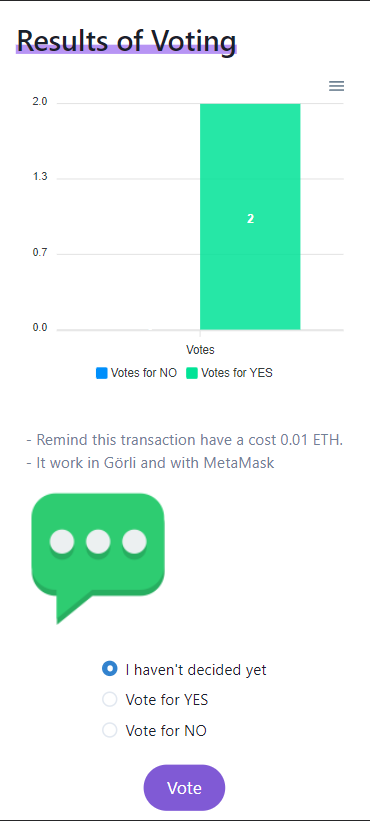 Results of Voting
2.0
1.3
0.7
0.0
2
Votes
Votes for NO Votes for YES
- Remind this transaction have a cost 0.01 ETH.
- It work in Görli and with MetaMask
I haven't decided yet
Vote for YES
Vote for NO
Vote